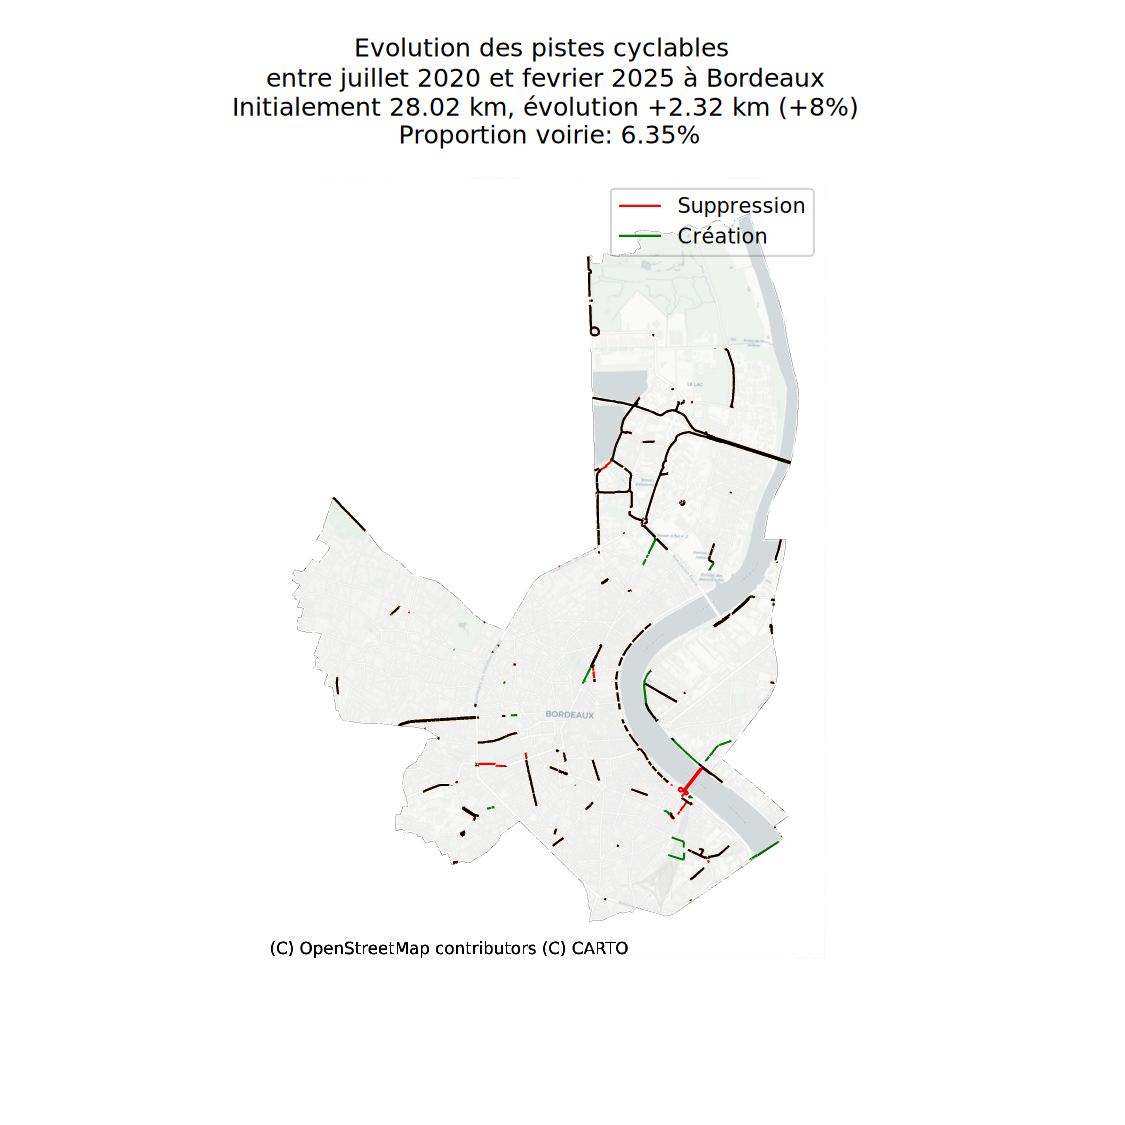 Evolution des pistes cyclables
entre juillet 2020 et fevrier 2025 à Bordeaux
Initialement 28.02 km, évolution +2.32 km (+8%)
Proportion voirie: 6.35%
Suppression
Création
LE LAC
BORDEAUX
(C) OpenStreetMap contributors (C) CARTO